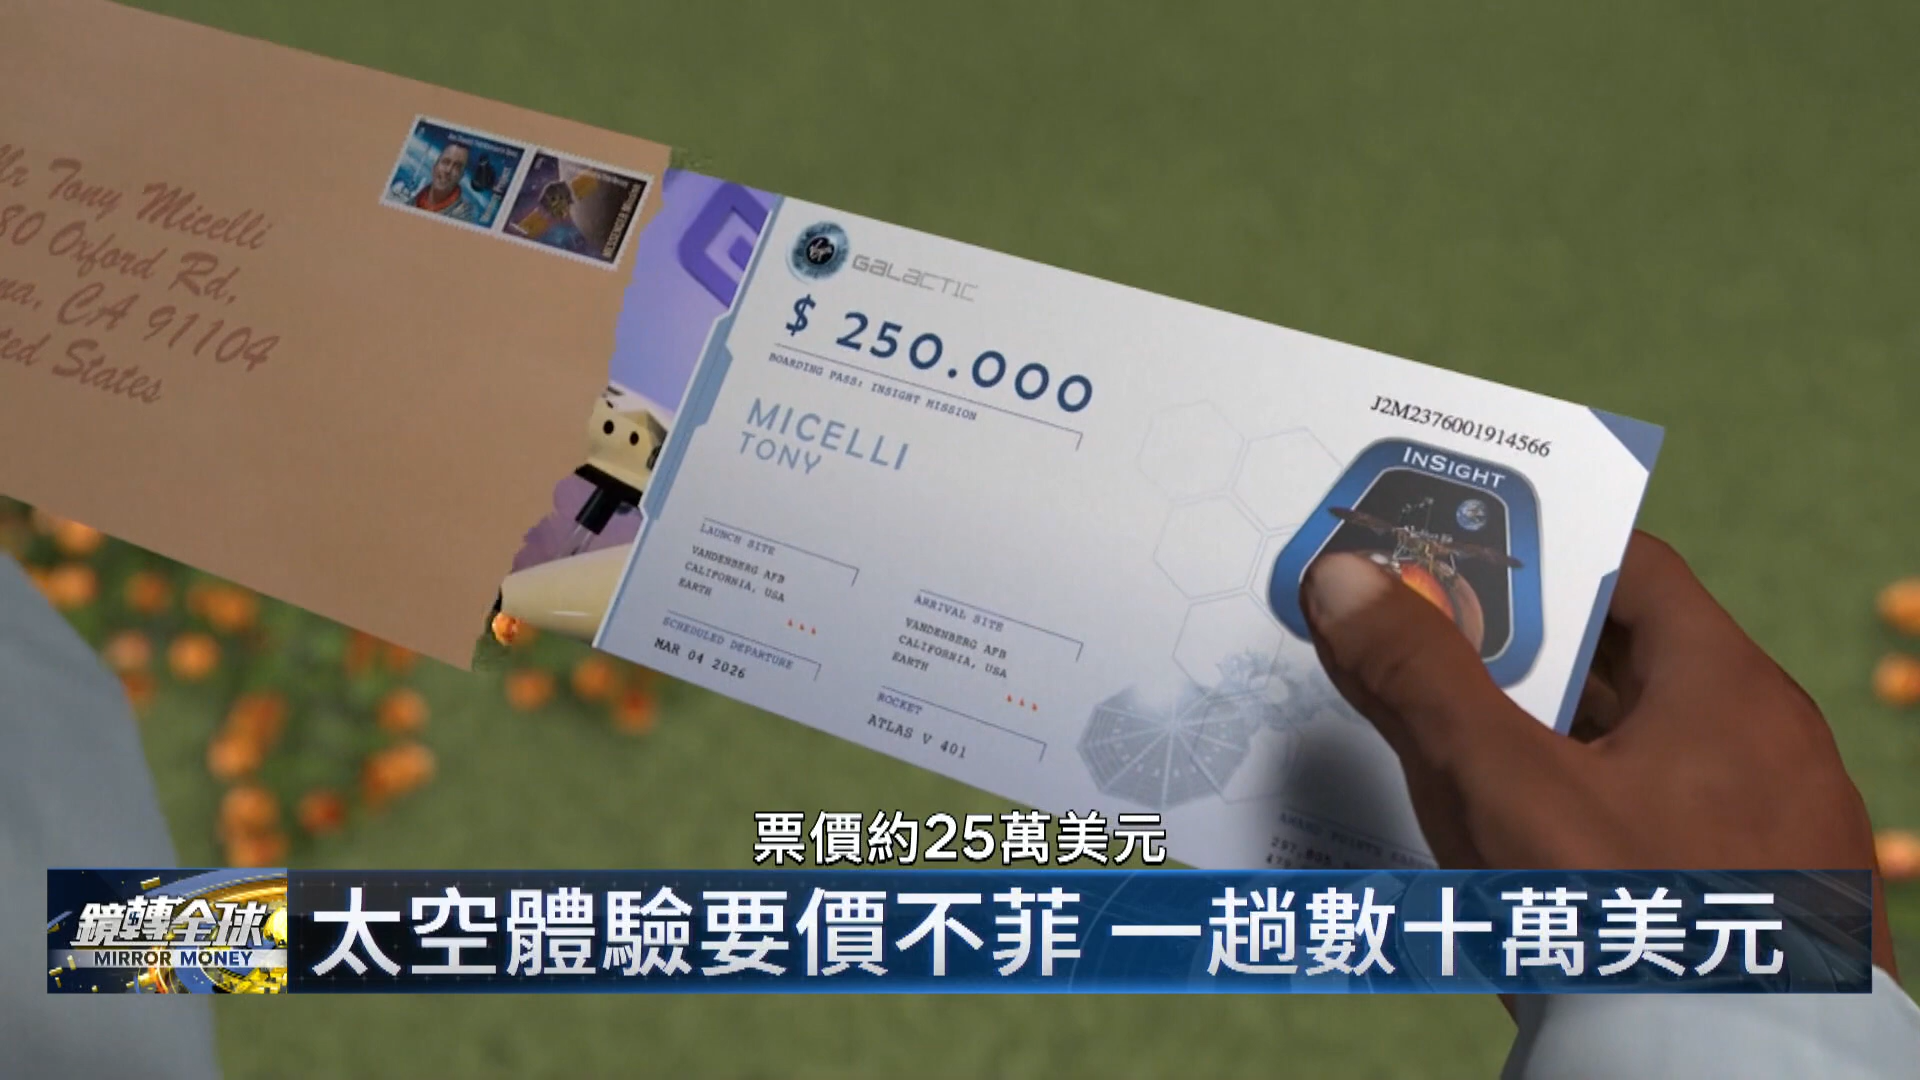 Mr Tony Micelli
80 Oxford Rd,
CA 91104
States
GALACTIC
$ 250.000
BOARDING PASS: INSIGHT MISSION
MICELLI
TONY
J2M2376001914566
INSIGHT
LAUNCH SITE
VANDENBERG AFB
CALIFORNIA, USA
EARTH
SCHEDULED DEPARTURE
MAR 04 2026
ARRIVAL SITE
VANDENBERG AFB
CALIFORNIA, USA
EARTH
ROCKET
ATLAS V 401
票價約25萬美元
鏡轉全球
MIRROR MONEY
太空體驗要價不菲 一趟數十萬美元